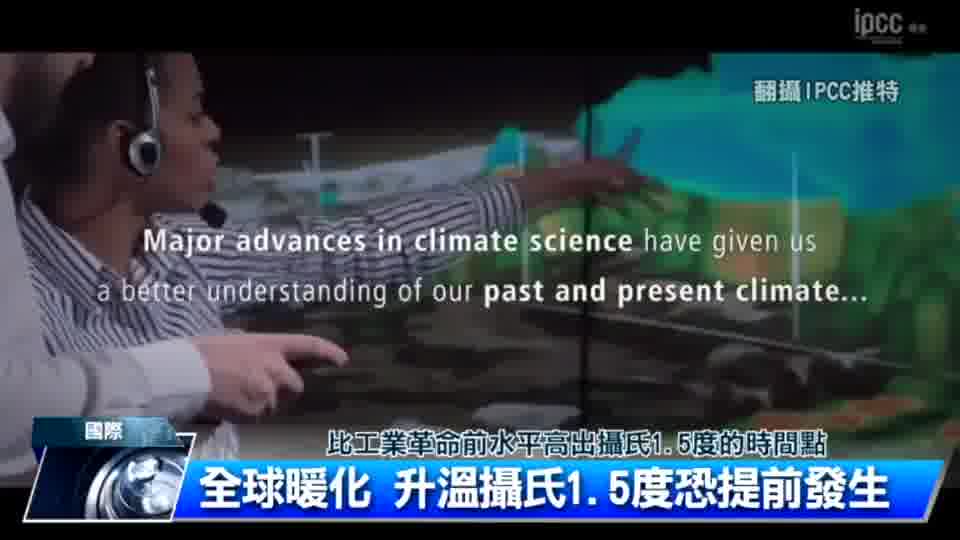 ipcc
翻攝IPCC推特
Major advances in climate science have given us
a better understanding of our past and present climate...
國際
比工業革命前水平高出攝氏1.5度的時間點
全球暖化 升溫攝氏1.5度恐提前發生